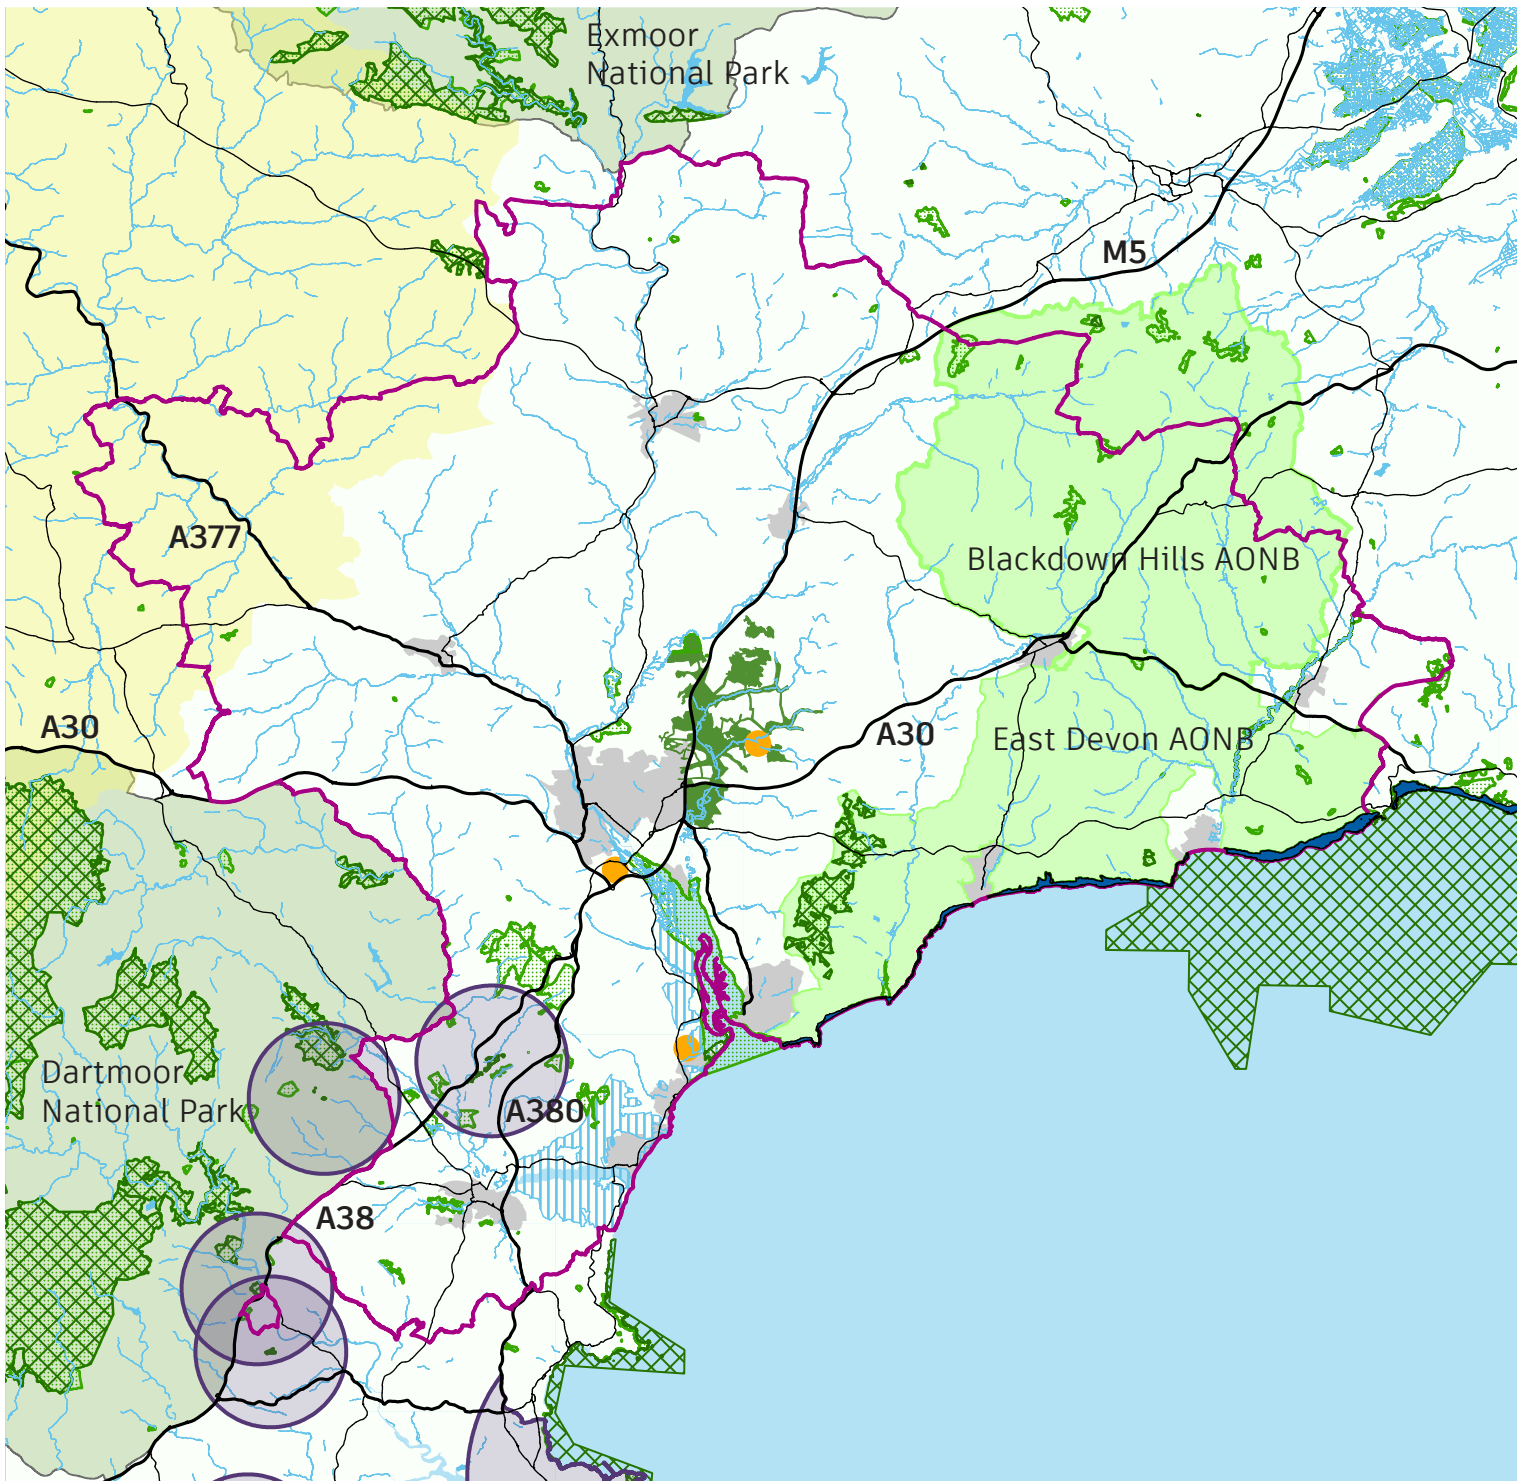 Exmoor
National Park
M5
A377
Blackdown Hills AONB
A30
A30
East Devon AONB
Dartmoor
National Park
A380
A38